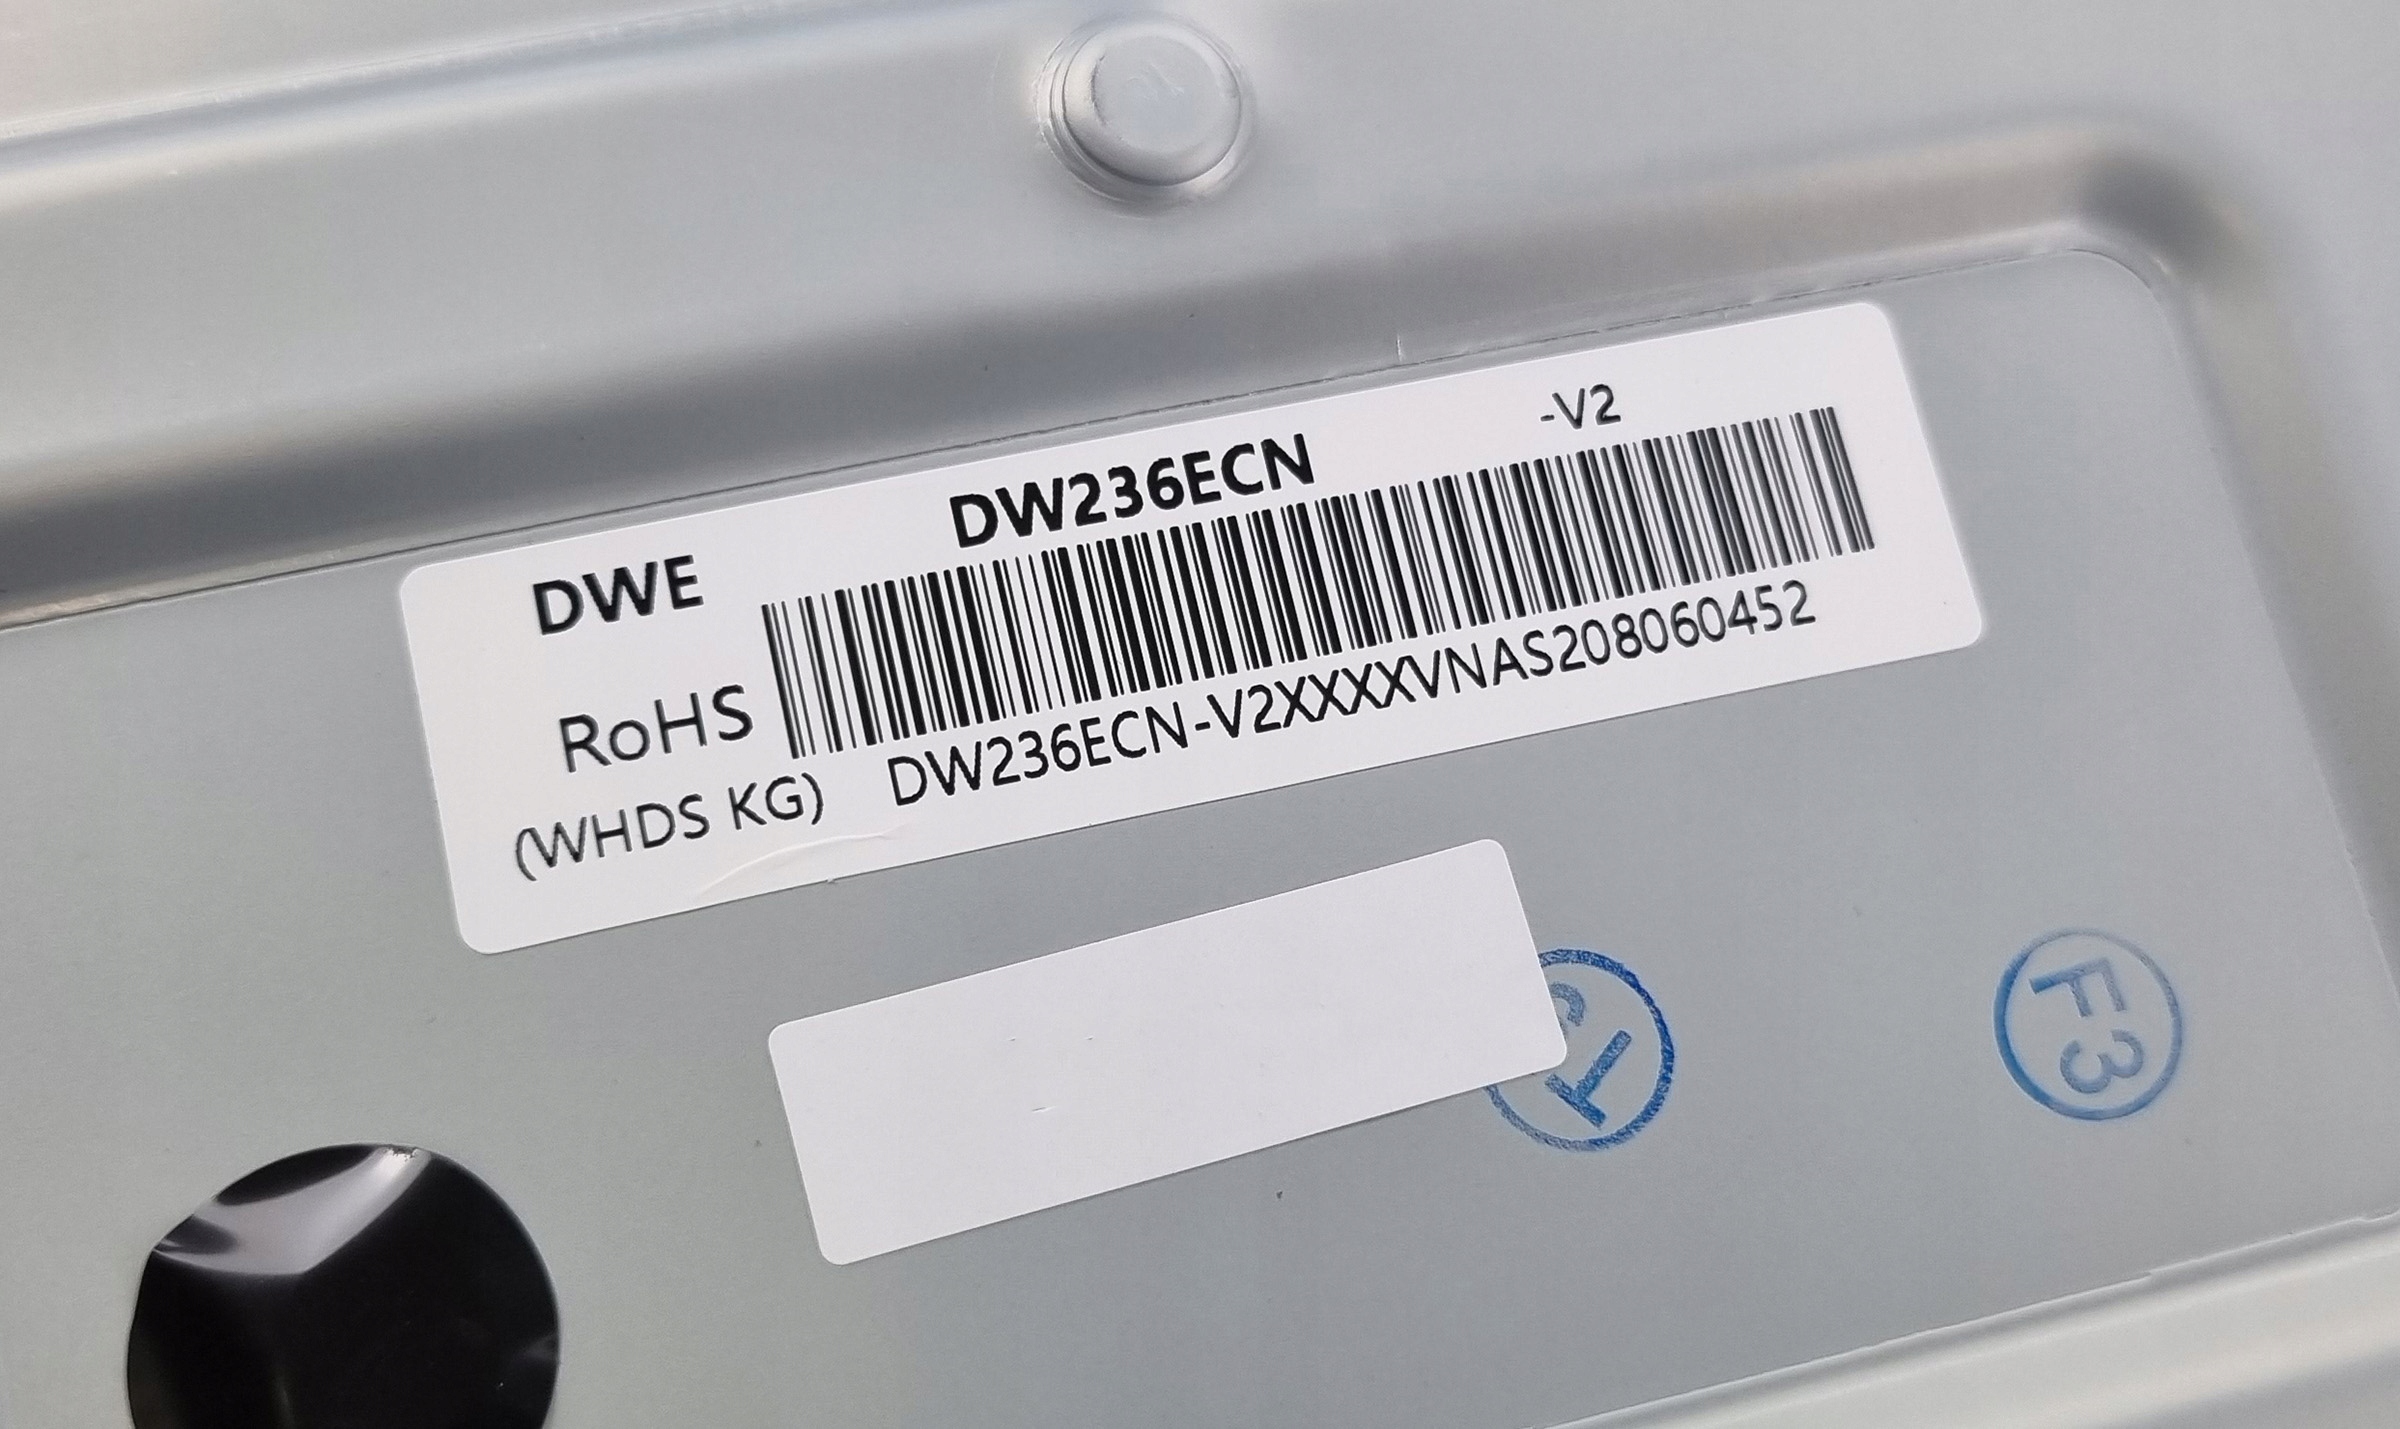 -V2
DW236ECN
DWE
RoHS
(WHDS KG)
DW236ECN-V2XXXXVNAS208060452
F3